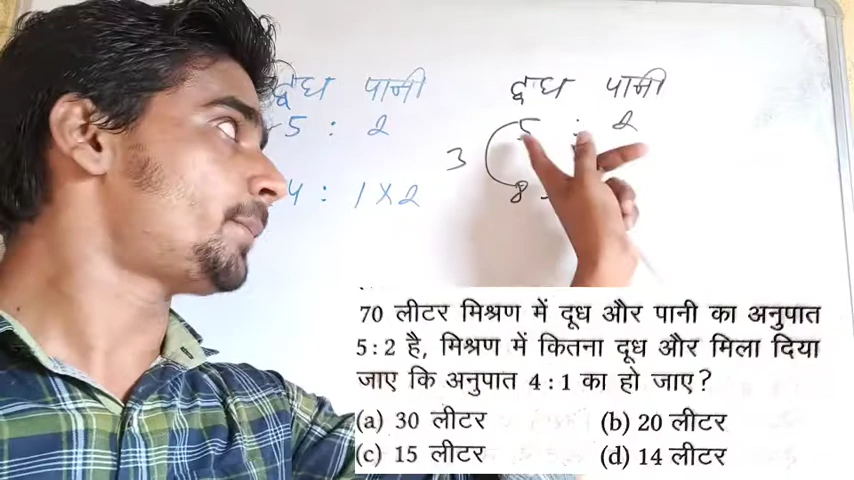 दूध पानी
5 : 2
4 : 1 X 2
दूध पानी
5 : 2
3
8 :
70 लीटर मिश्रण में दूध और पानी का अनुपात
5 : 2 है, मिश्रण में कितना दूध और मिला दिया
जाए कि अनुपात 4 : 1 का हो जाए ?
(a) 30 लीटर (b) 20 लीटर
(c) 15 लीटर (d) 14 लीटर